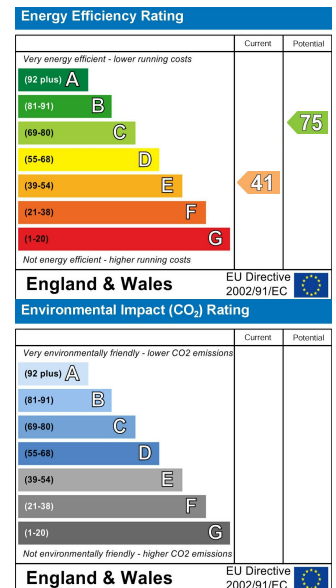 Energy Efficiency Rating
Current Potential
Very energy efficient - lower running costs
(92 plus) A
(81-91) B
(69-80) C
75
(55-68) D
(39-54) E
41
(21-38) F
(1-20) G
Not energy efficient - higher running costs
England & Wales
EU Directive
2002/91/EC
Environmental Impact (CO₂) Rating
Current Potential
Very environmentally friendly - lower CO2 emissions
(92 plus) A
(81-91) B
(69-80) C
(55-68) D
(39-54) E
(21-38) F
(1-20) G
Not environmentally friendly - higher CO2 emissions
England & Wales
EU Directive
2002/91/EC